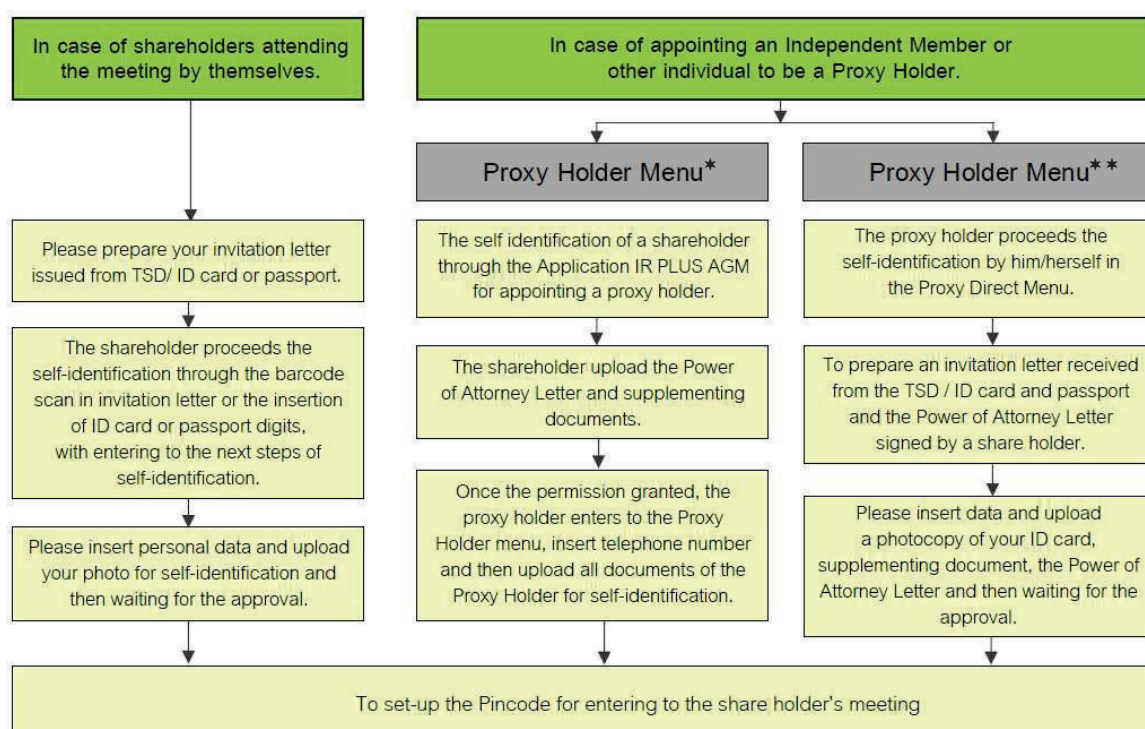 In case of shareholders attending
the meeting by themselves.
In case of appointing an Independent Member or
other individual to be a Proxy Holder.
Proxy Holder Menu*
Proxy Holder Menu**
Please prepare your invitation letter
issued from TSD/ ID card or passport.
The shareholder proceeds the
self-identification through the barcode
scan in invitation letter or the insertion
of ID card or passport digits,
with entering to the next steps of
self-identification.
Please insert personal data and upload
your photo for self-identification and
then waiting for the approval.
The self identification of a shareholder
through the Application IR PLUS AGM
for appointing a proxy holder.
The shareholder upload the Power
of Attorney Letter and supplementing
documents.
Once the permission granted, the
proxy holder enters to the Proxy
Holder menu, insert telephone number
and then upload all documents of the
Proxy Holder for self-identification.
The proxy holder proceeds the
self-identification by him/herself in
the Proxy Direct Menu.
To prepare an invitation letter received
from the TSD / ID card and passport
and the Power of Attorney Letter
signed by a share holder.
Please insert data and upload
a photocopy of your ID card,
supplementing document, the Power of
Attorney Letter and then waiting for the
approval.
To set-up the Pincode for entering to the share holder's meeting